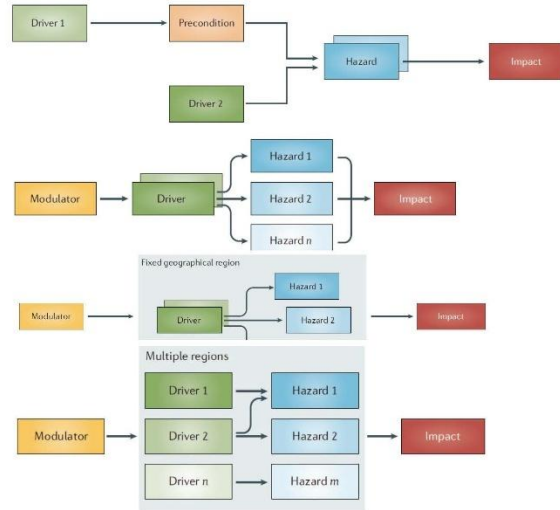 Driver 1
Precondition
Hazard
Impact
Driver 2
Hazard 1
Modulator
Driver
Hazard 2
Impact
Hazard n
Fixed geographical region
Hazard 1
Modulator
Driver
Hazard 2
Impact
Multiple regions
Driver 1
Hazard 1
Modulator
Driver 2
Hazard 2
Impact
Driver n
Hazard m